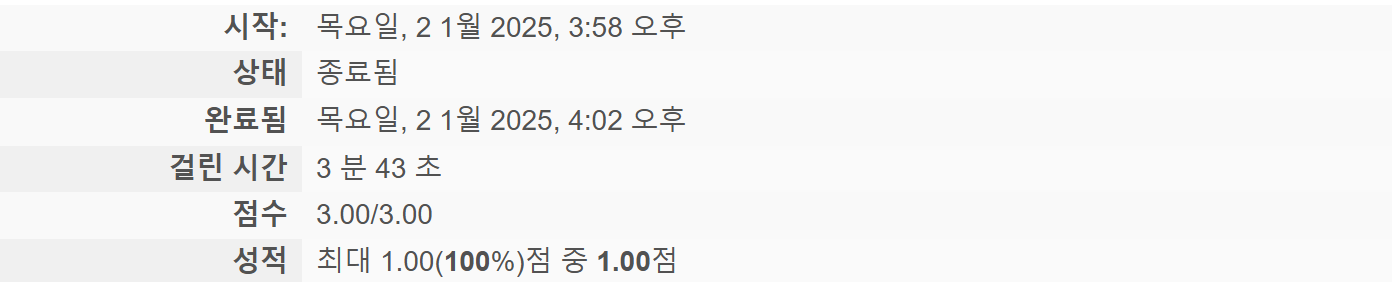 시작: 목요일, 2 1월 2025, 3:58 오후
상태 종료됨
완료됨 목요일, 2 1월 2025, 4:02 오후
걸린 시간 3 분 43 초
점수 3.00/3.00
성적 최대 1.00(100%)점 중 1.00점